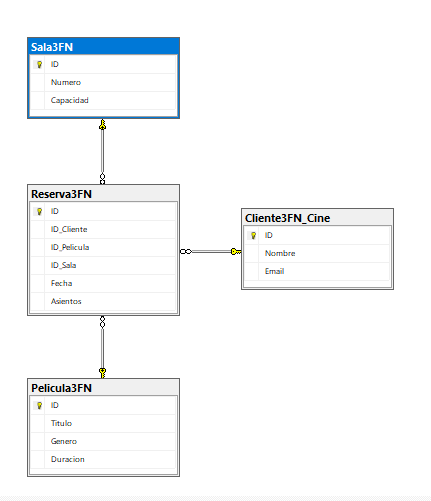 Sala3FN
ID
Numero
Capacidad
Reserva3FN
ID
ID_Cliente
ID_Pelicula
ID_Sala
Fecha
Asientos
Cliente3FN_Cine
ID
Nombre
Email
Pelicula3FN
ID
Titulo
Genero
Duracion